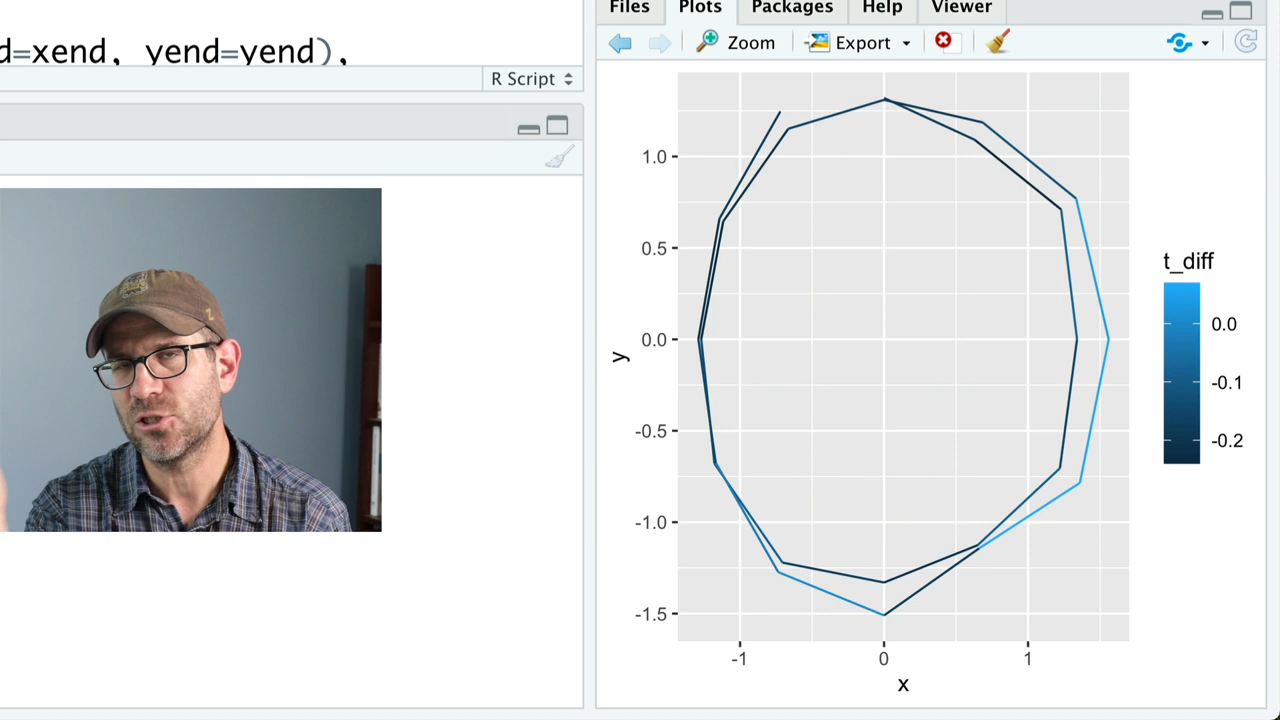 d=xend, yend=yend),
R Script
Files Plots Packages Help Viewer
Zoom Export
1.0
0.5
0.0
-0.5
-1.0
-1.5
y
-1 0 1
x
t_diff
0.0
-0.1
-0.2